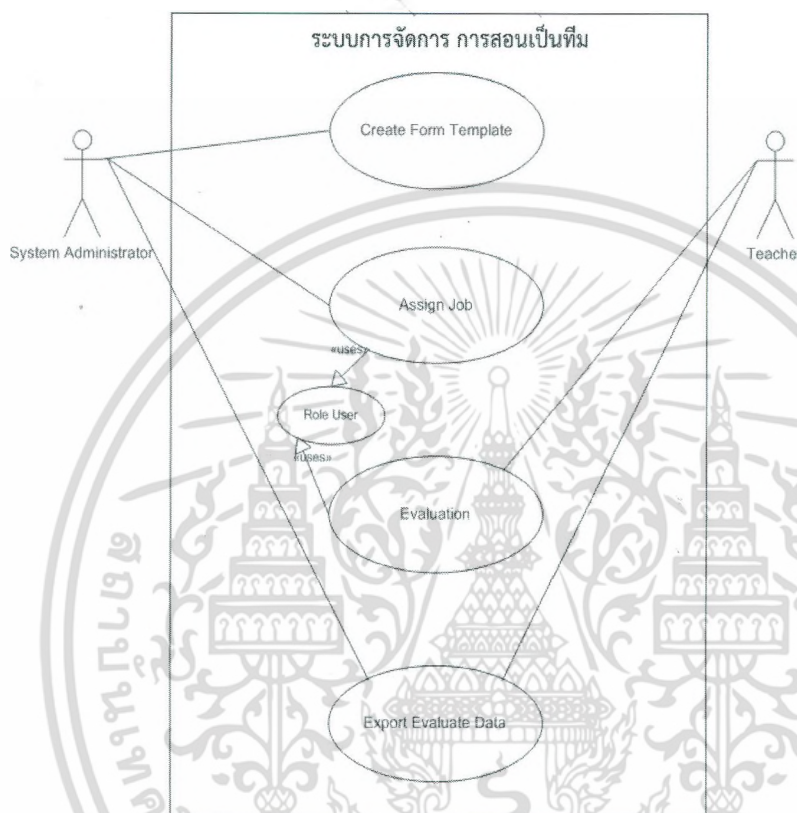 ระบบการจัดการ การสอนเป็นทีม
Create Form Template
System Administrator
Teache
Assign Job
«uses»
Role User
«uses»
Evaluation
Export Evaluate Data